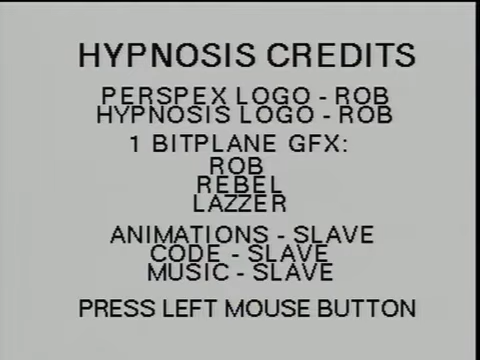 HYPNOSIS CREDITS
PERSPEX LOGO - ROB
HYPNOSIS LOGO - ROB
1 BITPLANE GFX:
ROB
REBEL
LAZZER
ANIMATIONS - SLAVE
CODE - SLAVE
MUSIC - SLAVE
PRESS LEFT MOUSE BUTTON